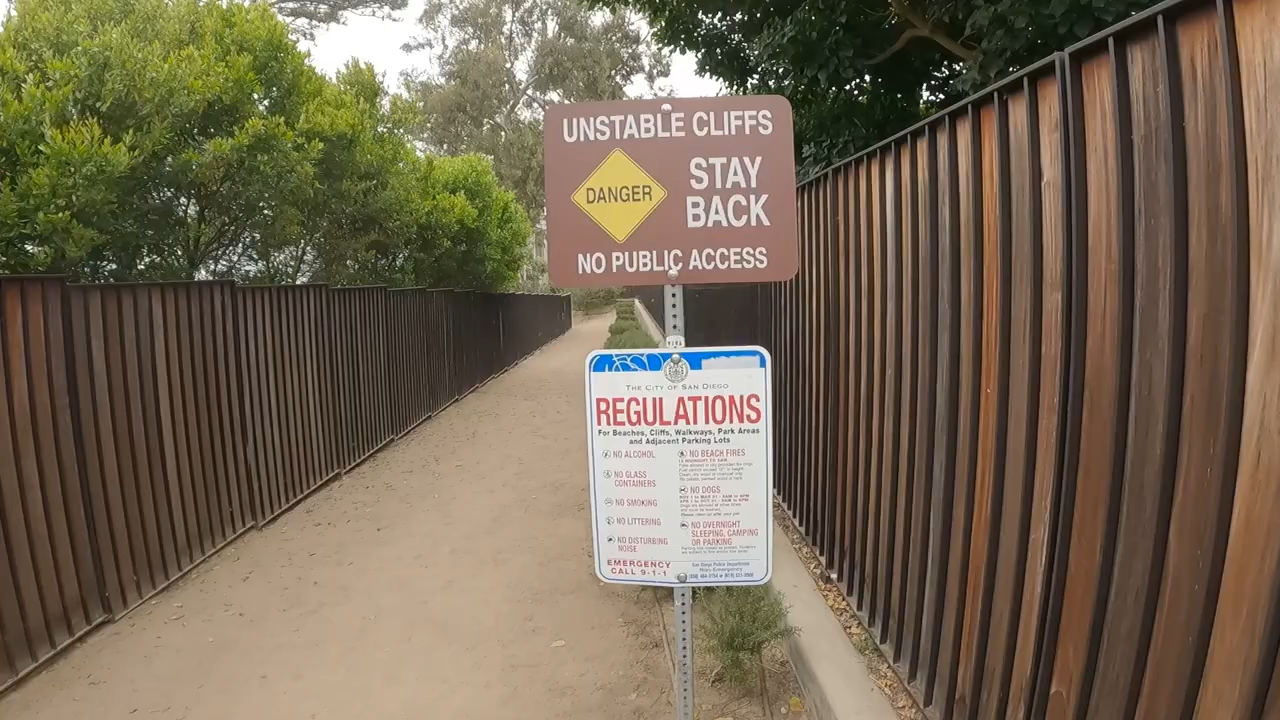 UNSTABLE CLIFFS
DANGER
STAY
BACK
NO PUBLIC ACCESS
THE CITY OF SAN DIEGO
REGULATIONS
For Beaches, Cliffs, Walkways, Park Areas
and Adjacent Parking Lots
NO ALCOHOL
NO GLASS
CONTAINERS
NO SMOKING
NO LITTERING
NO DISTURBING
NOISE
EMERGENCY
CALL 9-1-1
NO BEACH FIRES
NO DOGS
NO OVERNIGHT
SLEEPING, CAMPING
OR PARKING
San Diego Police Department